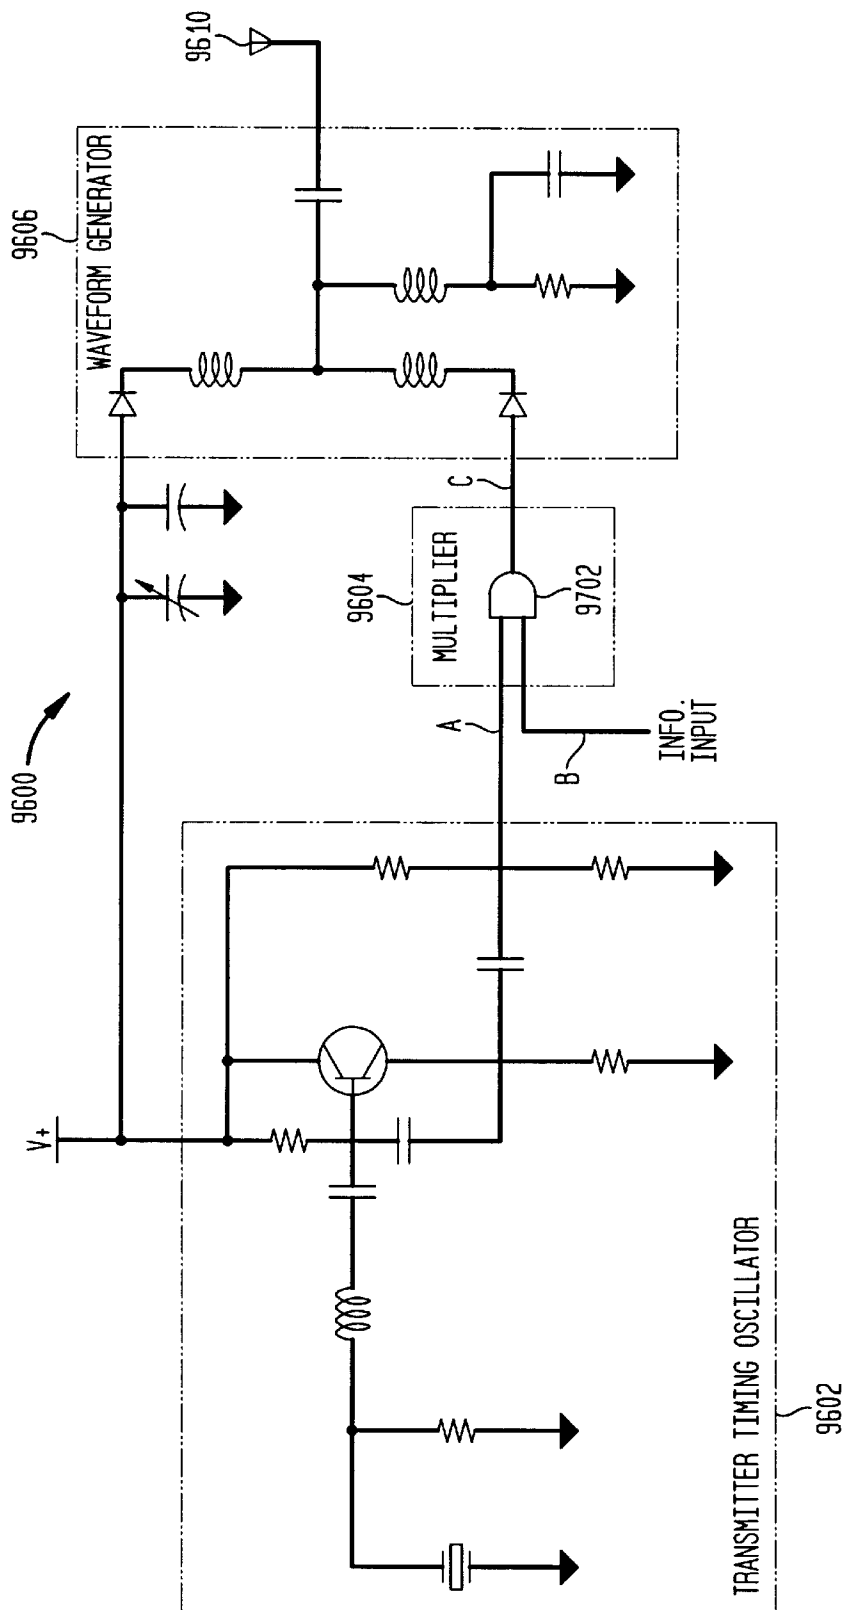 9600
V+
9606
WAVEFORM GENERATOR
9610
9604
MULTIPLIER
9702
A
B
C
INFO.
INPUT
TRANSMITTER TIMING OSCILLATOR
9602